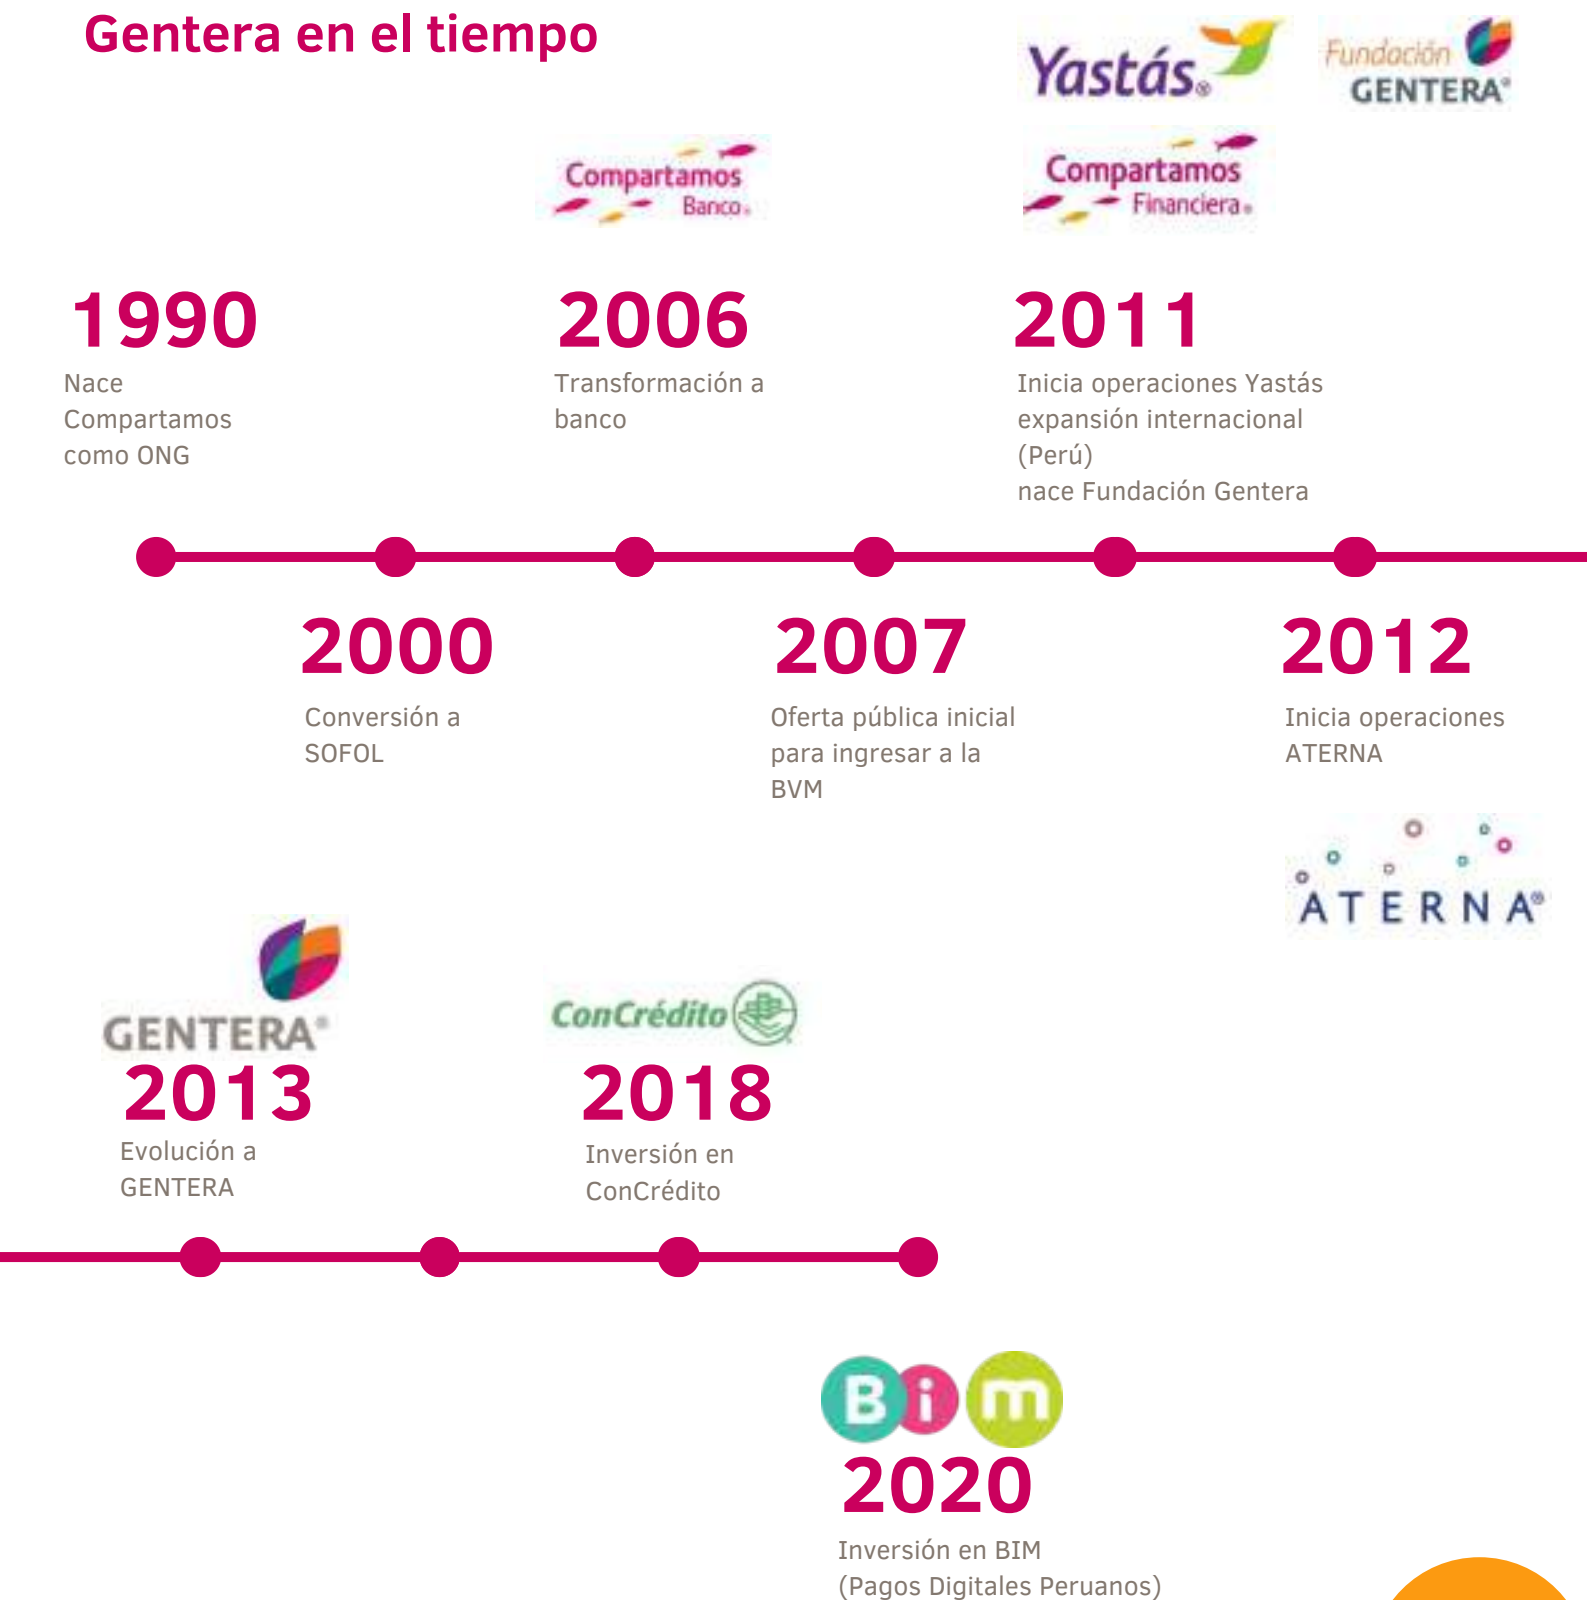 Gentera en el tiempo
Yastás®
Fundación
GENTERA®
Compartamos
Banco®
Compartamos
Financiera®
1990
Nace
Compartamos
como ONG
2006
Transformación a
banco
2011
Inicia operaciones Yastás
expansión internacional
(Perú)
nace Fundación Gentera
2000
Conversión a
SOFOL
2007
Oferta pública inicial
para ingresar a la
BVM
2012
Inicia operaciones
ATERNA
ATERNA®
GENTERA®
2013
Evolución a
GENTERA
ConCrédito
2018
Inversión en
ConCrédito
Bim
2020
Inversión en BIM
(Pagos Digitales Peruanos)